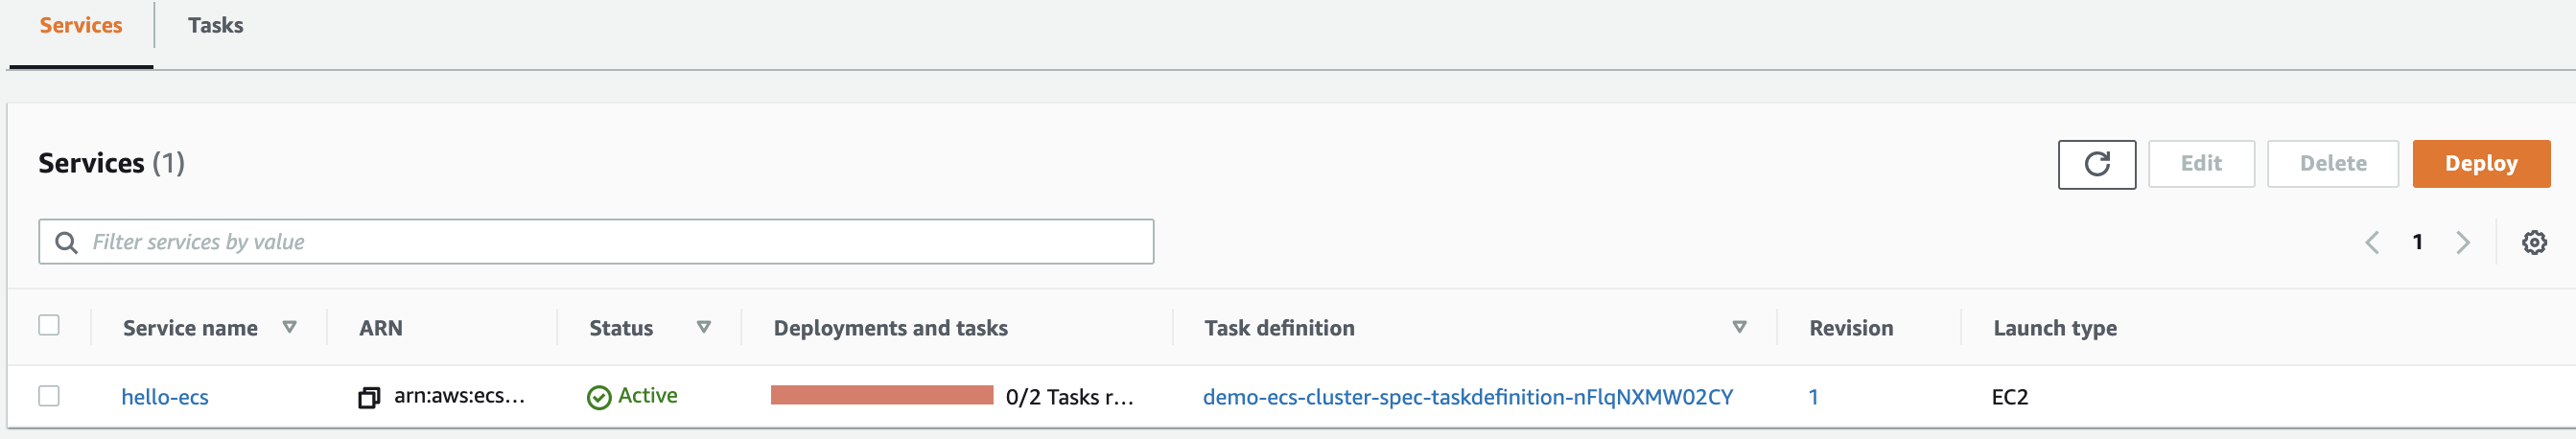 Services Tasks
Services (1) Edit Delete Deploy
Filter services by value 1
Service name ARN Status Deployments and tasks Task definition Revision Launch type
hello-ecs arn:aws:ecs... Active 0/2 Tasks r... demo-ecs-cluster-spec-taskdefinition-nFlqNXMW02CY 1 EC2